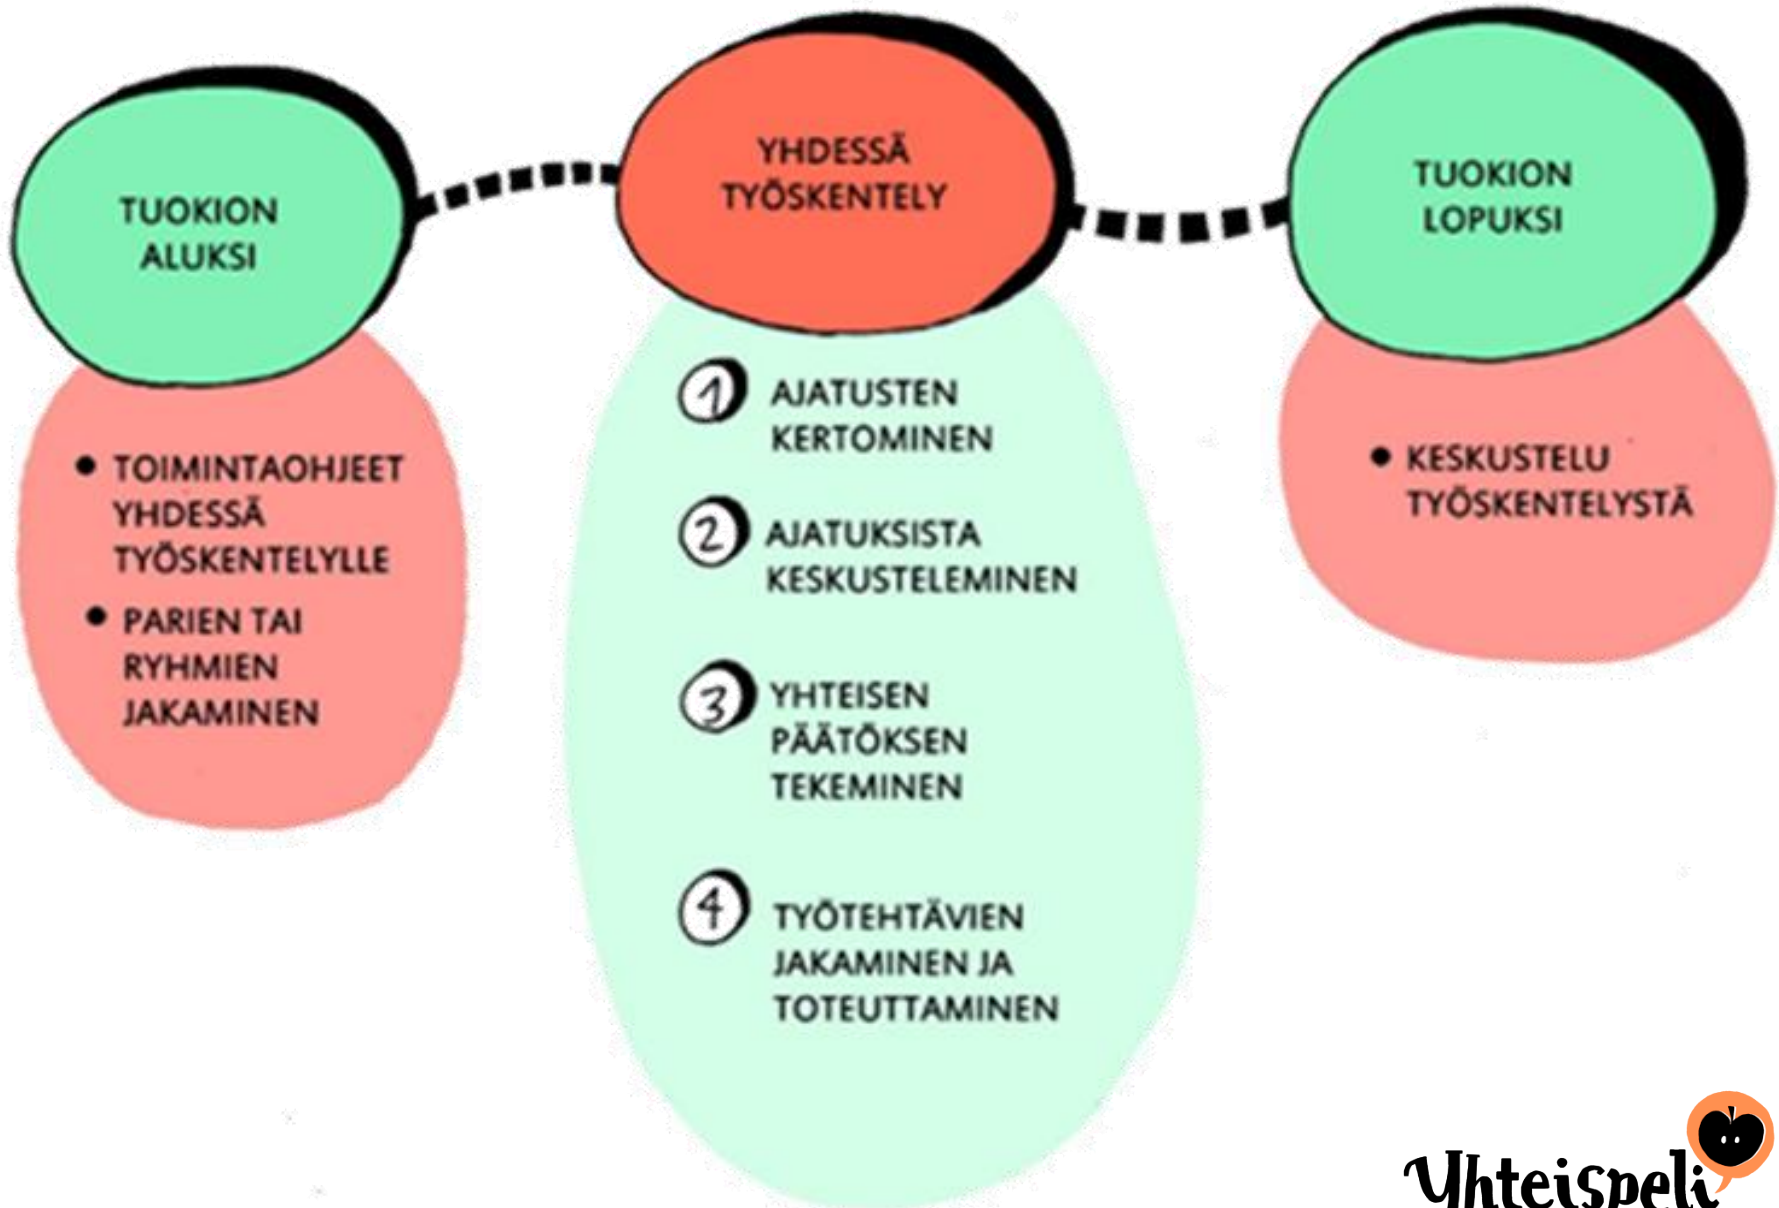 TUOKION
ALUKSI
● TOIMINTAOHJEET
YHDESSÄ
TYÖSKENTELYLLE
● PARIEN TAI
RYHMIEN
JAKAMINEN
YHDESSÄ
TYÖSKENTELY
1 AJATUSTEN
KERTOMINEN
2 AJATUKSISTA
KESKUSTELEMINEN
3 YHTEISEN
PÄÄTÖKSEN
TEKEMINEN
4 TYÖTEHTÄVIEN
JAKAMINEN JA
TOTEUTTAMINEN
TUOKION
LOPUKSI
● KESKUSTELU
TYÖSKENTELYSTÄ
Yhteispeli